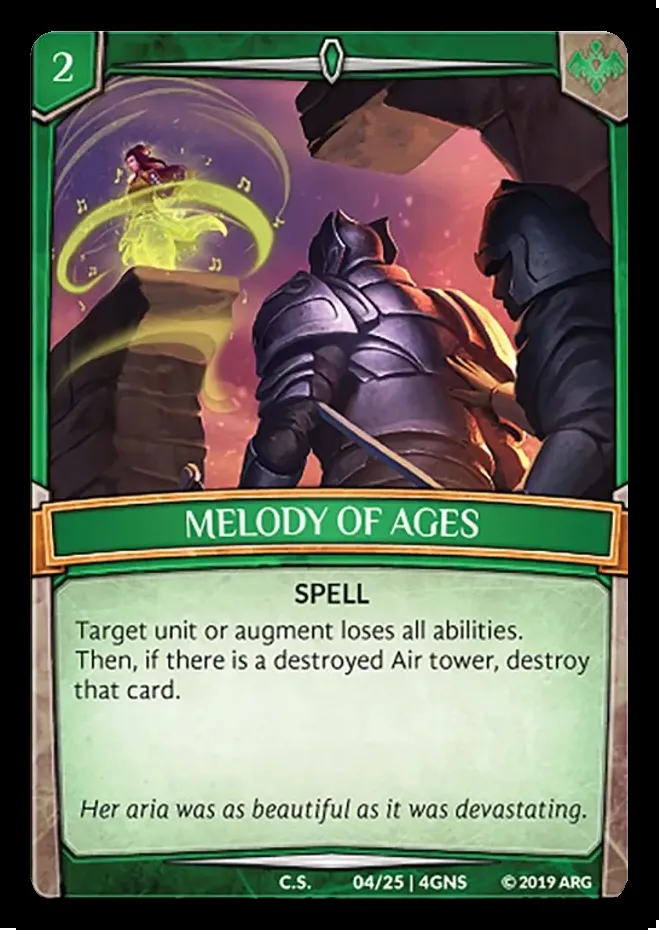 2
MELODY OF AGES
SPELL
Target unit or augment loses all abilities.
Then, if there is a destroyed Air tower, destroy
that card.
Her aria was as beautiful as it was devastating.
C.S. 04/25 | 4GNS © 2019 ARG